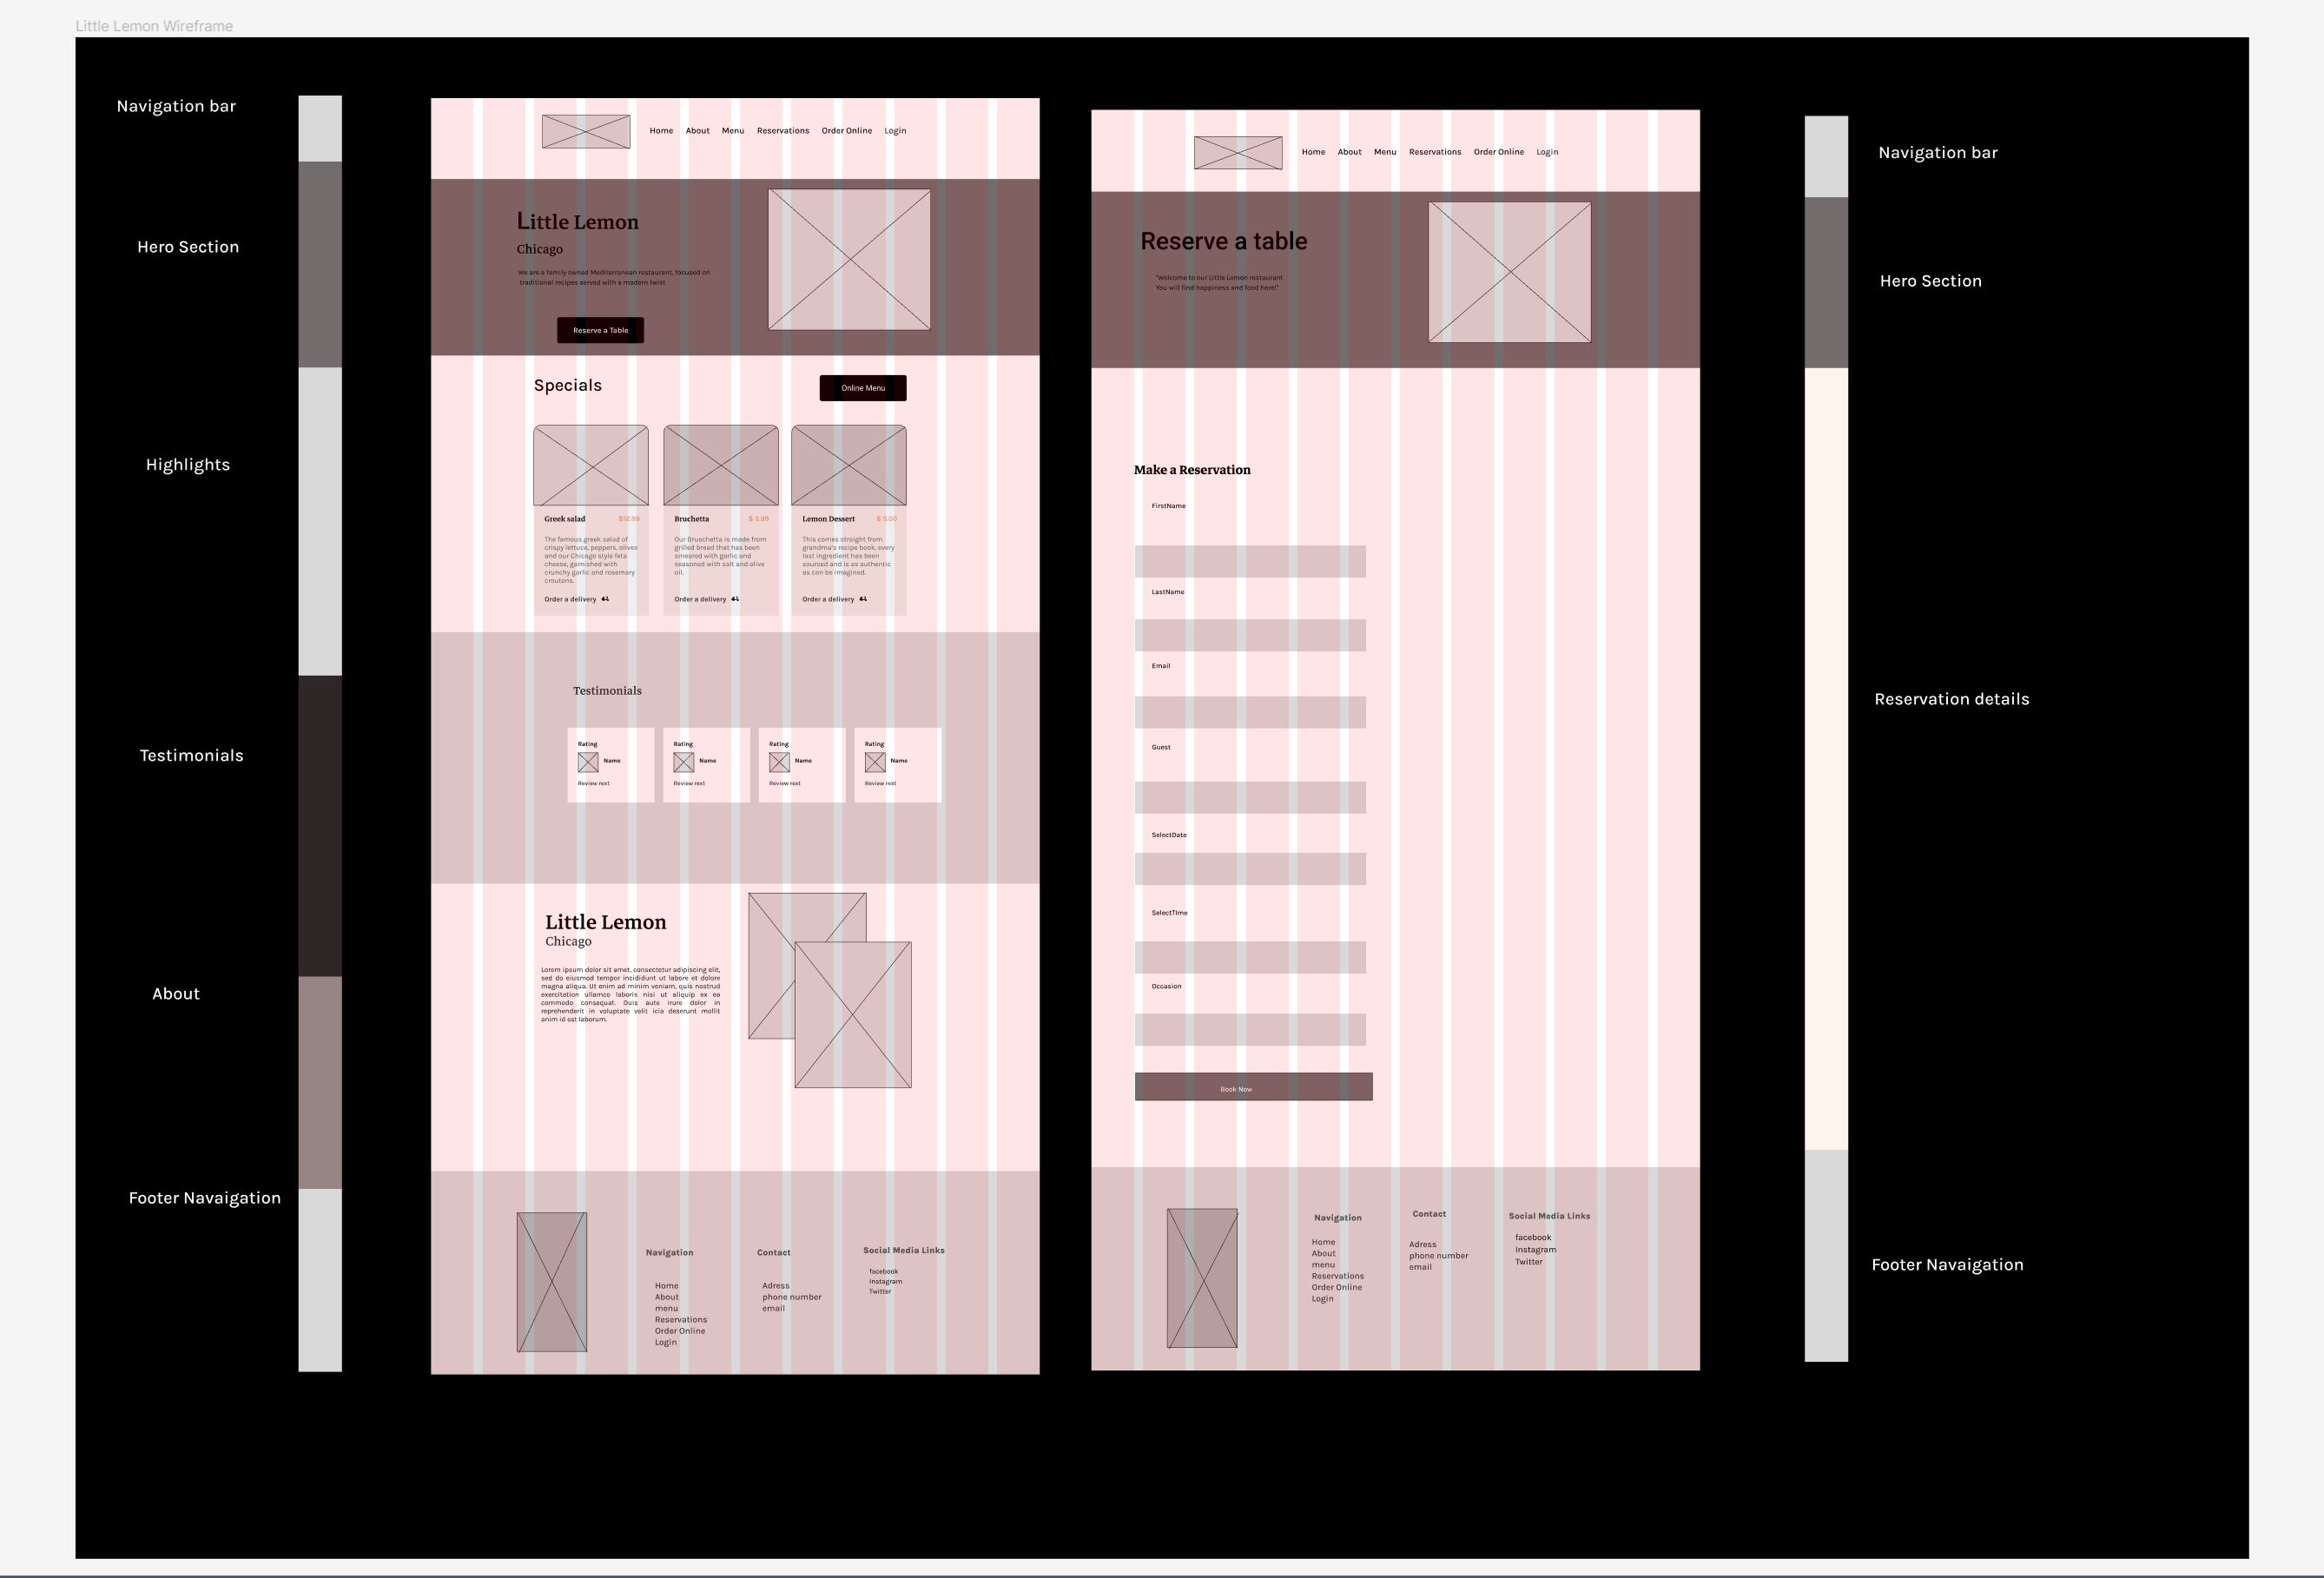 Little Lemon Wireframe
Navigation bar
Hero Section
Highlights
Testimonials
About
Footer Navaigation
Home About Menu Reservations Order Online Login
Little Lemon
Chicago
We are a family owned Mediterranean restaurant, focused on
traditional recipes served with a modern twist
Reserve a Table
Specials
Online Menu
Greek salad $12.99
The famous greek salad of
crispy lettuce, peppers, olives
and our Chicago style feta
cheese, garnished with
crunchy garlic and rosemary
croutons.
Order a delivery
Bruchetta $ 5.99
Our Bruschetta is made from
grilled bread that has been
smeared with garlic and
seasoned with salt and olive
oil.
Order a delivery
Lemon Dessert $ 5.00
This comes straight from
grandma's recipe book, every
last ingredient has been
sourced and is as authentic
as can be imagined.
Order a delivery
Testimonials
Rating
Name
Review text
Rating
Name
Review text
Rating
Name
Review text
Rating
Name
Review text
Little Lemon
Chicago
Lorem ipsum dolor sit amet, consectetur adipiscing elit,
sed do eiusmod tempor incididunt ut labore et dolore
magna aliqua. Ut enim ad minim veniam, quis nostrud
exercitation ullamco laboris nisi ut aliquip ex ea
commodo consequat. Duis aute irure dolor in
reprehenderit in voluptate velit icia deserunt mollit
anim id est laborum.
Navigation
Home
About
menu
Reservations
Order Online
Login
Contact
Adress
phone number
email
Social Media Links
facebook
Instagram
Twitter
Home About Menu Reservations Order Online Login
Reserve a table
"Welcome to our Little Lemon restaurant
You will find happiness and food here!"
Make a Reservation
FirstName
LastName
Email
Guest
SelectDate
SelectTIme
Occasion
Book Now
Navigation
Home
About
menu
Reservations
Order Online
Login
Contact
Adress
phone number
email
Social Media Links
facebook
Instagram
Twitter
Navigation bar
Hero Section
Reservation details
Footer Navaigation